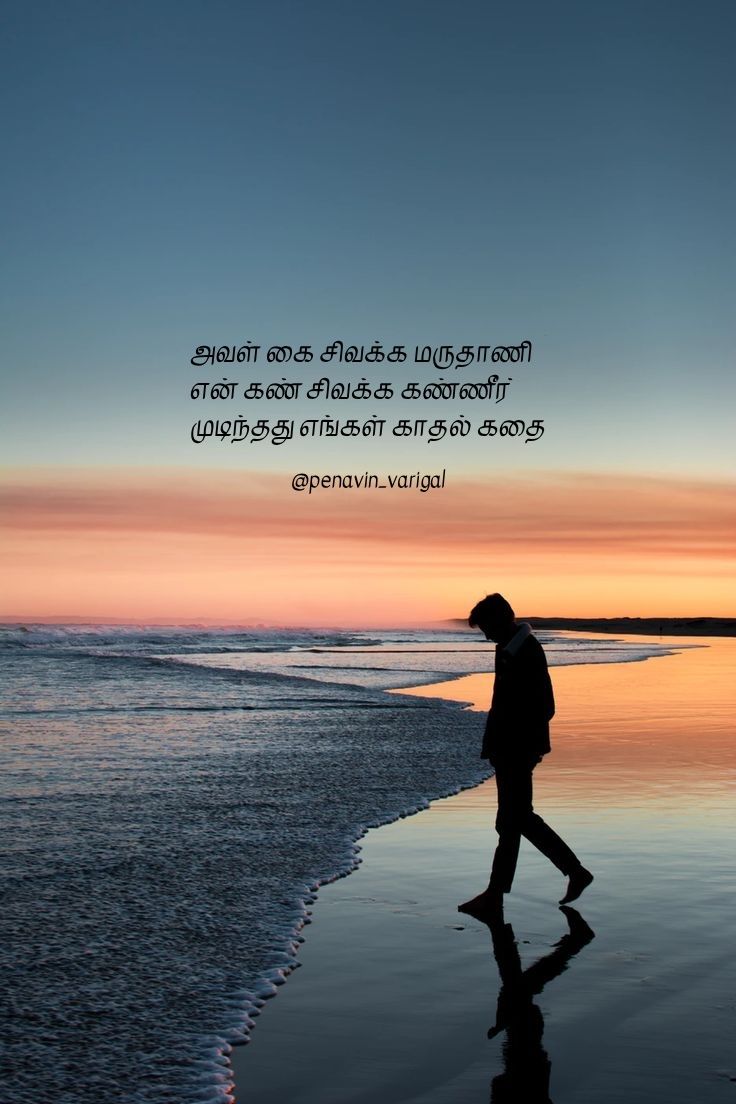 அவள் கை சிவக்க மருதாணி
என் கண் சிவக்க கண்ணீர்
முடிந்தது எங்கள் காதல் கதை
@penavin_varigal